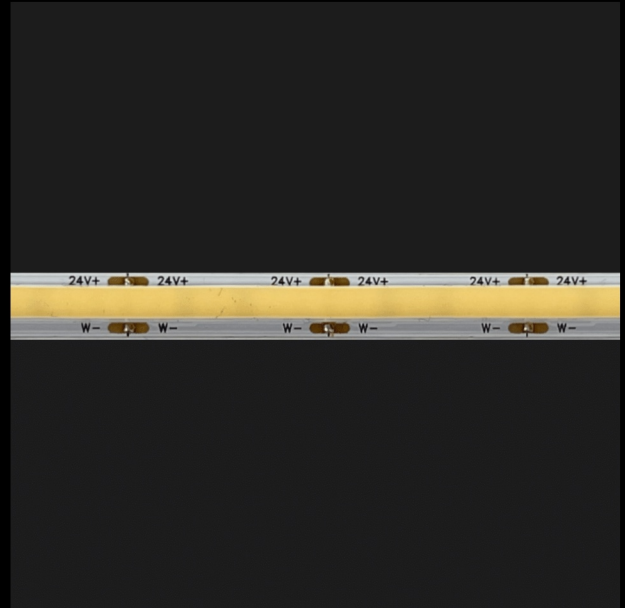 24V+ 24V+ 24V+ 24V+ 24V+ 24V+
W- W- W- W- W- W-